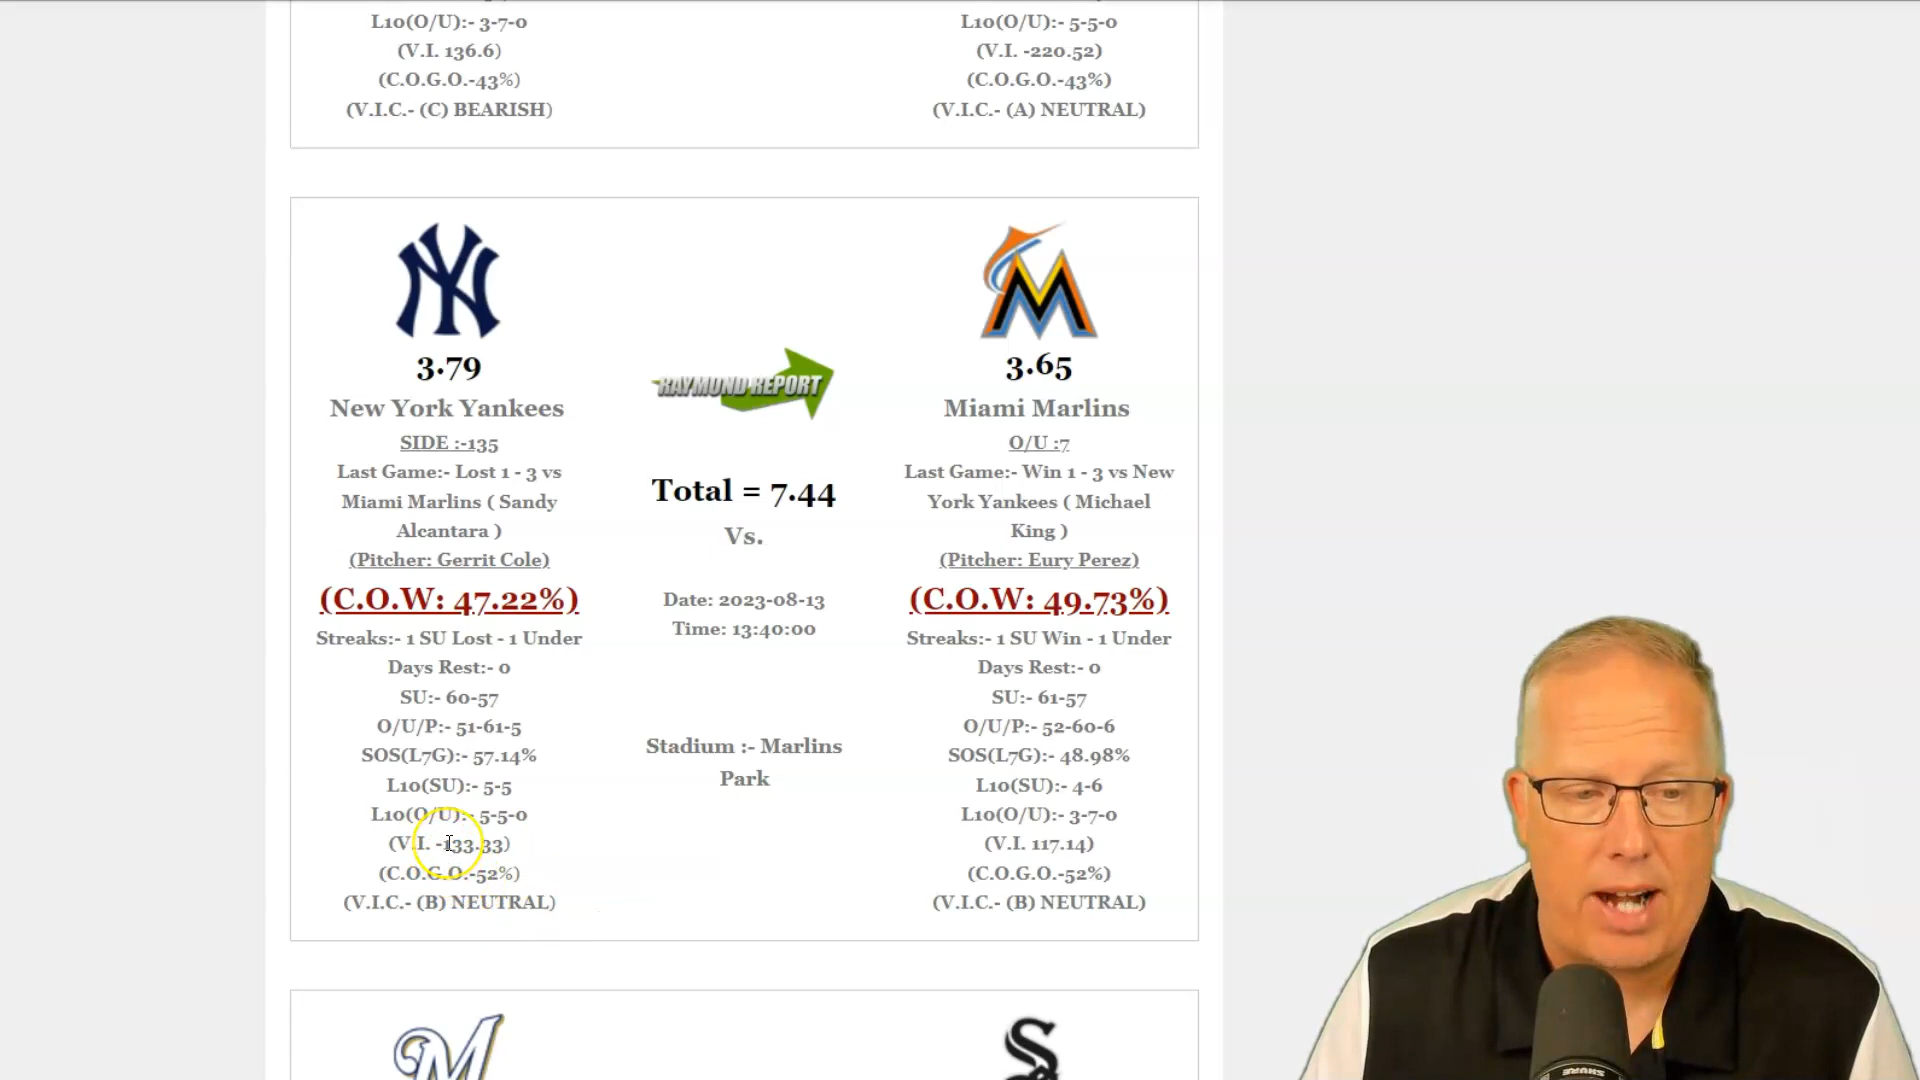 L10(O/U):- 3-7-0
(V.I. 136.6)
(C.O.G.O.-43%)
(V.I.C.- (C) BEARISH)
L10(O/U):- 5-5-0
(V.I. -220.52)
(C.O.G.O.-43%)
(V.I.C.- (A) NEUTRAL)
3.79
New York Yankees
SIDE :-135
Last Game:- Lost 1 - 3 vs
Miami Marlins ( Sandy
Alcantara )
(Pitcher: Gerrit Cole)
(C.O.W: 47.22%)
Streaks:- 1 SU Lost - 1 Under
Days Rest:- 0
SU:- 60-57
O/U/P:- 51-61-5
SOS(L7G):- 57.14%
L10(SU):- 5-5
L10(O/U):- 5-5-0
(V.I. -133.33)
(C.O.G.O.-52%)
(V.I.C.- (B) NEUTRAL)
RAYMOND REPORT
Total = 7.44
Vs.
Date: 2023-08-13
Time: 13:40:00
Stadium :- Marlins
Park
M
3.65
Miami Marlins
O/U :7
Last Game:- Win 1 - 3 vs New
York Yankees ( Michael
King )
(Pitcher: Eury Perez)
(C.O.W: 49.73%)
Streaks:- 1 SU Win - 1 Under
Days Rest:- 0
SU:- 61-57
O/U/P:- 52-60-6
SOS(L7G):- 48.98%
L10(SU):- 4-6
L10(O/U):- 3-7-0
(V.I. 117.14)
(C.O.G.O.-52%)
(V.I.C.- (B) NEUTRAL)
M
SHURE